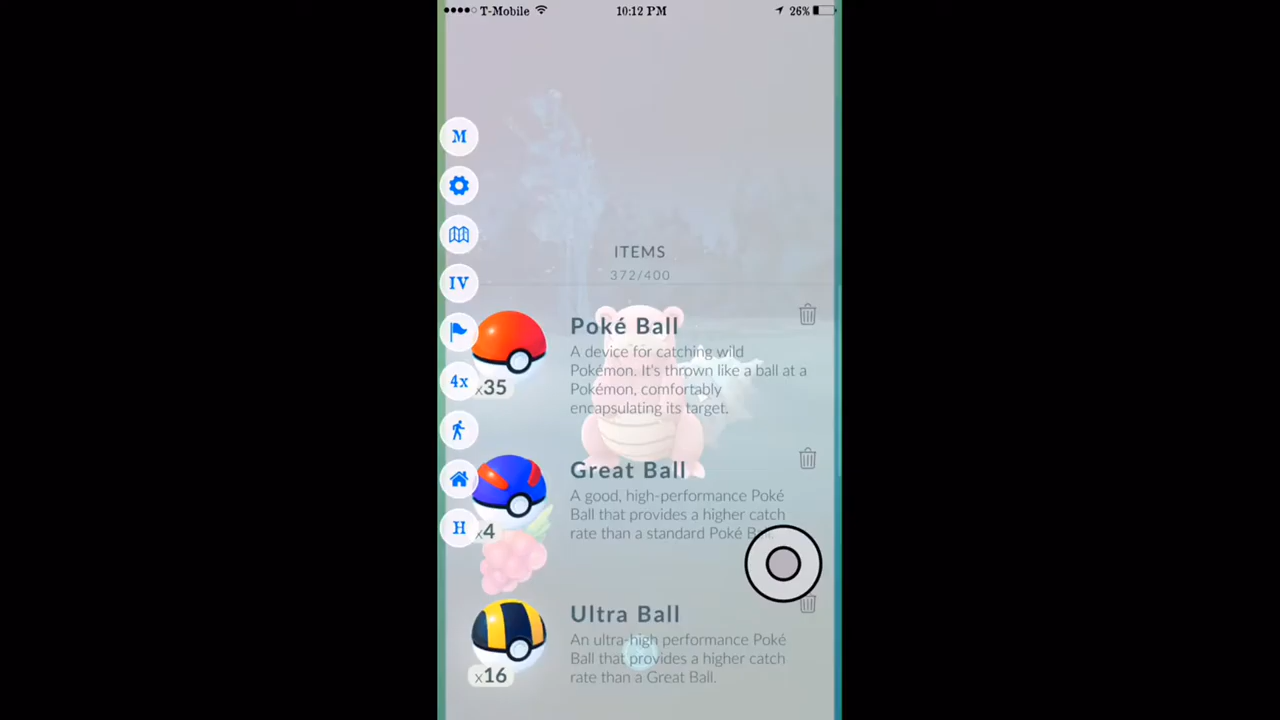 T-Mobile 10:12 PM 26%
M
ITEMS
372/400
IV
Poké Ball
A device for catching wild
Pokémon. It's thrown like a ball at a
Pokémon, comfortably
encapsulating its target.
4x
x35
Great Ball
A good, high-performance Poké
Ball that provides a higher catch
rate than a standard Poké Ball.
H
x4
Ultra Ball
An ultra-high performance Poké
Ball that provides a higher catch
rate than a Great Ball.
x16